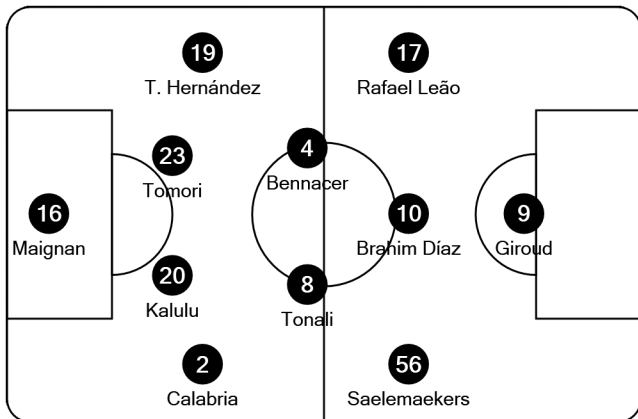 19
T. Hernández
17
Rafael Leão
23
Tomori
4
Bennacer
16
Maignan
10
Brahim Díaz
9
Giroud
20
Kalulu
8
Tonali
2
Calabria
56
Saelemaekers